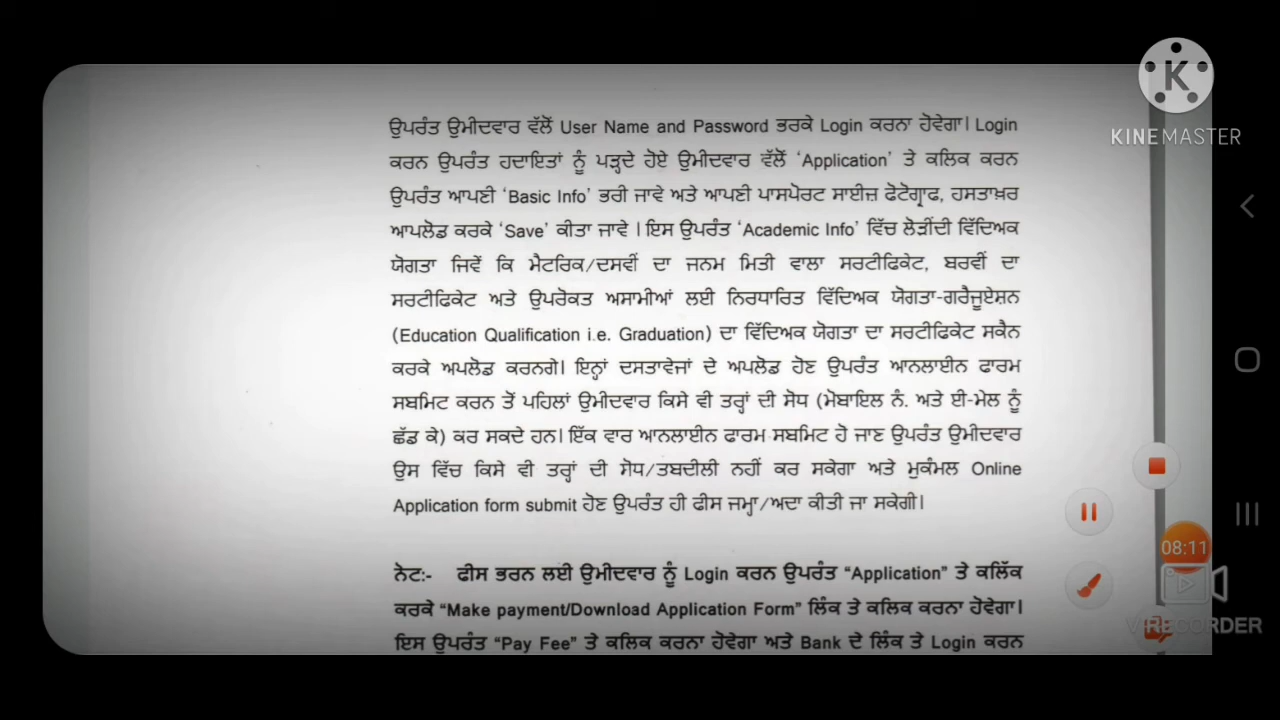 ਉਪਰੰਤ ਉਮੀਦਵਾਰ ਵੱਲੋਂ User Name and Password ਭਰਕੇ Login ਕਰਨਾ ਹੋਵੇਗਾ। Login
ਕਰਨ ਉਪਰੰਤ ਹਦਾਇਤਾਂ ਨੂੰ ਪੜ੍ਹਦੇ ਹੋਏ ਉਮੀਦਵਾਰ ਵੱਲੋਂ ‘Application’ ਤੇ ਕਲਿਕ ਕਰਨ
ਉਪਰੰਤ ਆਪਣੀ ‘Basic Info’ ਭਰੀ ਜਾਵੇ ਅਤੇ ਆਪਣੀ ਪਾਸਪੋਰਟ ਸਾਈਜ਼ ਫੋਟੋਗ੍ਰਾਫ, ਹਸਤਾਖ਼ਰ
ਆਪਲੋਡ ਕਰਕੇ ‘Save’ ਕੀਤਾ ਜਾਵੇ । ਇਸ ਉਪਰੰਤ ‘Academic Info’ ਵਿੱਚ ਲੋੜੀਂਦੀ ਵਿੱਦਿਅਕ
ਯੋਗਤਾ ਜਿਵੇਂ ਕਿ ਮੈਟਰਿਕ/ਦਸਵੀਂ ਦਾ ਜਨਮ ਮਿਤੀ ਵਾਲਾ ਸਰਟੀਫਿਕੇਟ, ਬਰਵੀਂ ਦਾ
ਸਰਟੀਫਿਕੇਟ ਅਤੇ ਉਪਰੋਕਤ ਅਸਾਮੀਆਂ ਲਈ ਨਿਰਧਾਰਿਤ ਵਿੱਦਿਅਕ ਯੋਗਤਾ-ਗਰੈਜੂਏਸ਼ਨ
(Education Qualification i.e. Graduation) ਦਾ ਵਿੱਦਿਅਕ ਯੋਗਤਾ ਦਾ ਸਰਟੀਫਿਕੇਟ ਸਕੈਨ
ਕਰਕੇ ਅਪਲੋਡ ਕਰਨਗੇ। ਇਨ੍ਹਾਂ ਦਸਤਾਵੇਜਾਂ ਦੇ ਅਪਲੋਡ ਹੋਣ ਉਪਰੰਤ ਆਨਲਾਈਨ ਫਾਰਮ
ਸਬਮਿਟ ਕਰਨ ਤੋਂ ਪਹਿਲਾਂ ਉਮੀਦਵਾਰ ਕਿਸੇ ਵੀ ਤਰ੍ਹਾਂ ਦੀ ਸੋਧ (ਮੋਬਾਇਲ ਨੰ. ਅਤੇ ਈ-ਮੇਲ ਨੂੰ
ਛੱਡ ਕੇ) ਕਰ ਸਕਦੇ ਹਨ। ਇੱਕ ਵਾਰ ਆਨਲਾਈਨ ਫਾਰਮ ਸਬਮਿਟ ਹੋ ਜਾਣ ਉਪਰੰਤ ਉਮੀਦਵਾਰ
ਉਸ ਵਿੱਚ ਕਿਸੇ ਵੀ ਤਰ੍ਹਾਂ ਦੀ ਸੋਧ/ਤਬਦੀਲੀ ਨਹੀਂ ਕਰ ਸਕੇਗਾ ਅਤੇ ਮੁਕੰਮਲ Online
Application form submit ਹੋਣ ਉਪਰੰਤ ਹੀ ਫੀਸ ਜਮ੍ਹਾ/ਅਦਾ ਕੀਤੀ ਜਾ ਸਕੇਗੀ।
ਨੋਟ:- ਫੀਸ ਭਰਨ ਲਈ ਉਮੀਦਵਾਰ ਨੂੰ Login ਕਰਨ ਉਪਰੰਤ “Application” ਤੇ ਕਲਿੱਕ
ਕਰਕੇ “Make payment/Download Application Form” ਲਿੰਕ ਤੇ ਕਲਿਕ ਕਰਨਾ ਹੋਵੇਗਾ।
ਇਸ ਉਪਰੰਤ “Pay Fee” ਤੇ ਕਲਿਕ ਕਰਨਾ ਹੋਵੇਗਾ ਅਤੇ Bank ਦੇ ਲਿੰਕ ਤੇ Login ਕਰਨ
K
KINEMASTER
08:11
V-RECORDER